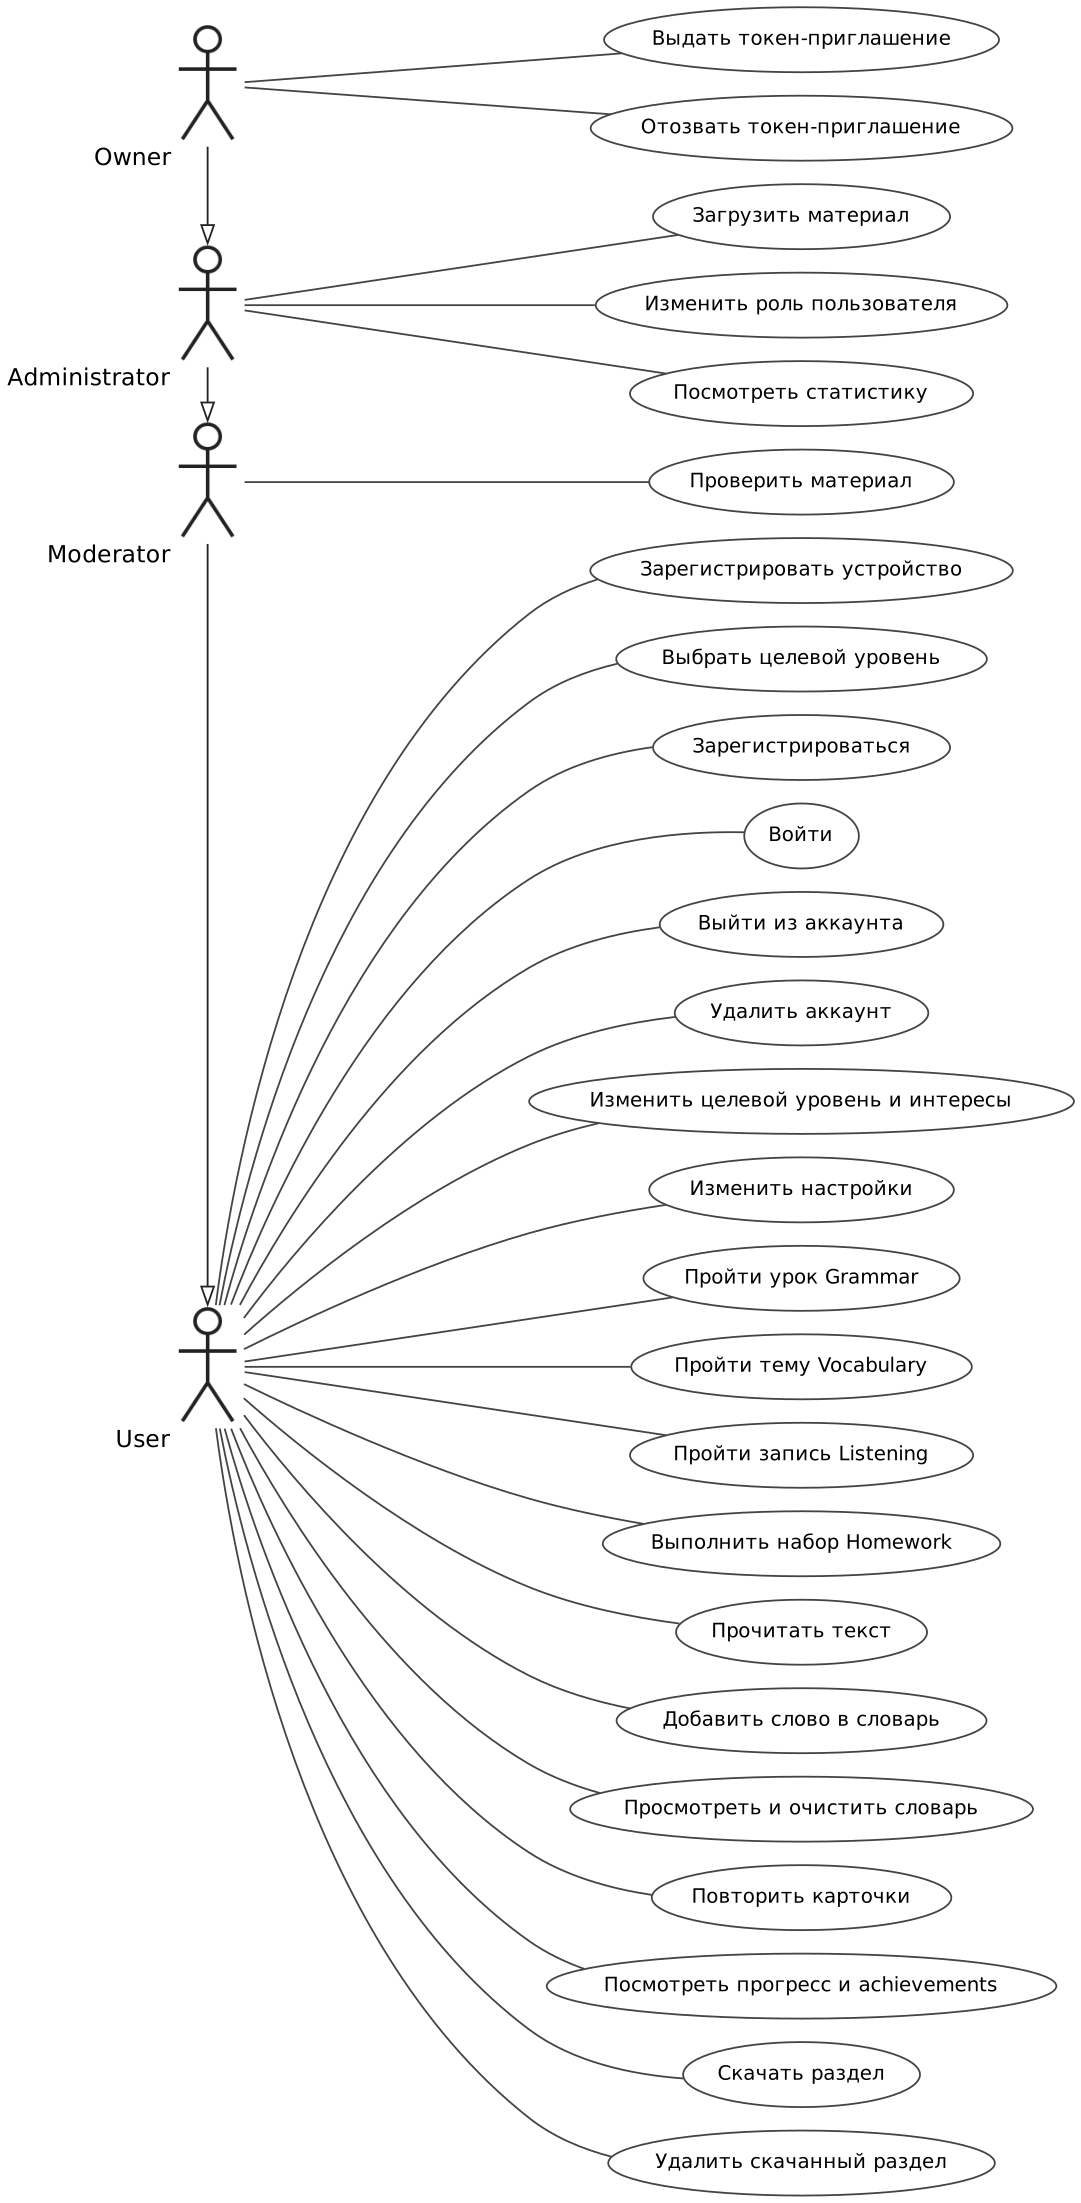 Выдать токен-приглашение
Отозвать токен-приглашение
Owner
Загрузить материал
Изменить роль пользователя
Administrator
Посмотреть статистику
Проверить материал
Moderator
Зарегистрировать устройство
Выбрать целевой уровень
Зарегистрироваться
Войти
Выйти из аккаунта
Удалить аккаунт
Изменить целевой уровень и интересы
Изменить настройки
Пройти урок Grammar
Пройти тему Vocabulary
User
Пройти запись Listening
Выполнить набор Homework
Прочитать текст
Добавить слово в словарь
Просмотреть и очистить словарь
Повторить карточки
Посмотреть прогресс и achievements
Скачать раздел
Удалить скачанный раздел